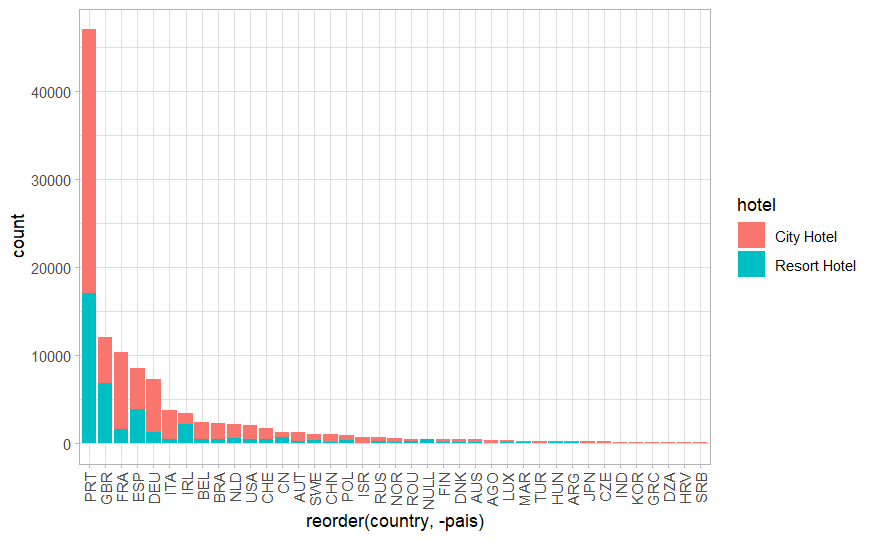 count
40000
30000
20000
10000
0
PRT GBR FRA ESP DEU ITA IRL BEL BRA NLD USA CHE CN AUT SWE CHN POL ISR RUS NOR ROU NULL FIN DNK AUS AGO LUX MAR TUR HUN ARG JPN CZE IND KOR GRC DZA HRV SRB
reorder(country, -pais)
hotel
City Hotel
Resort Hotel